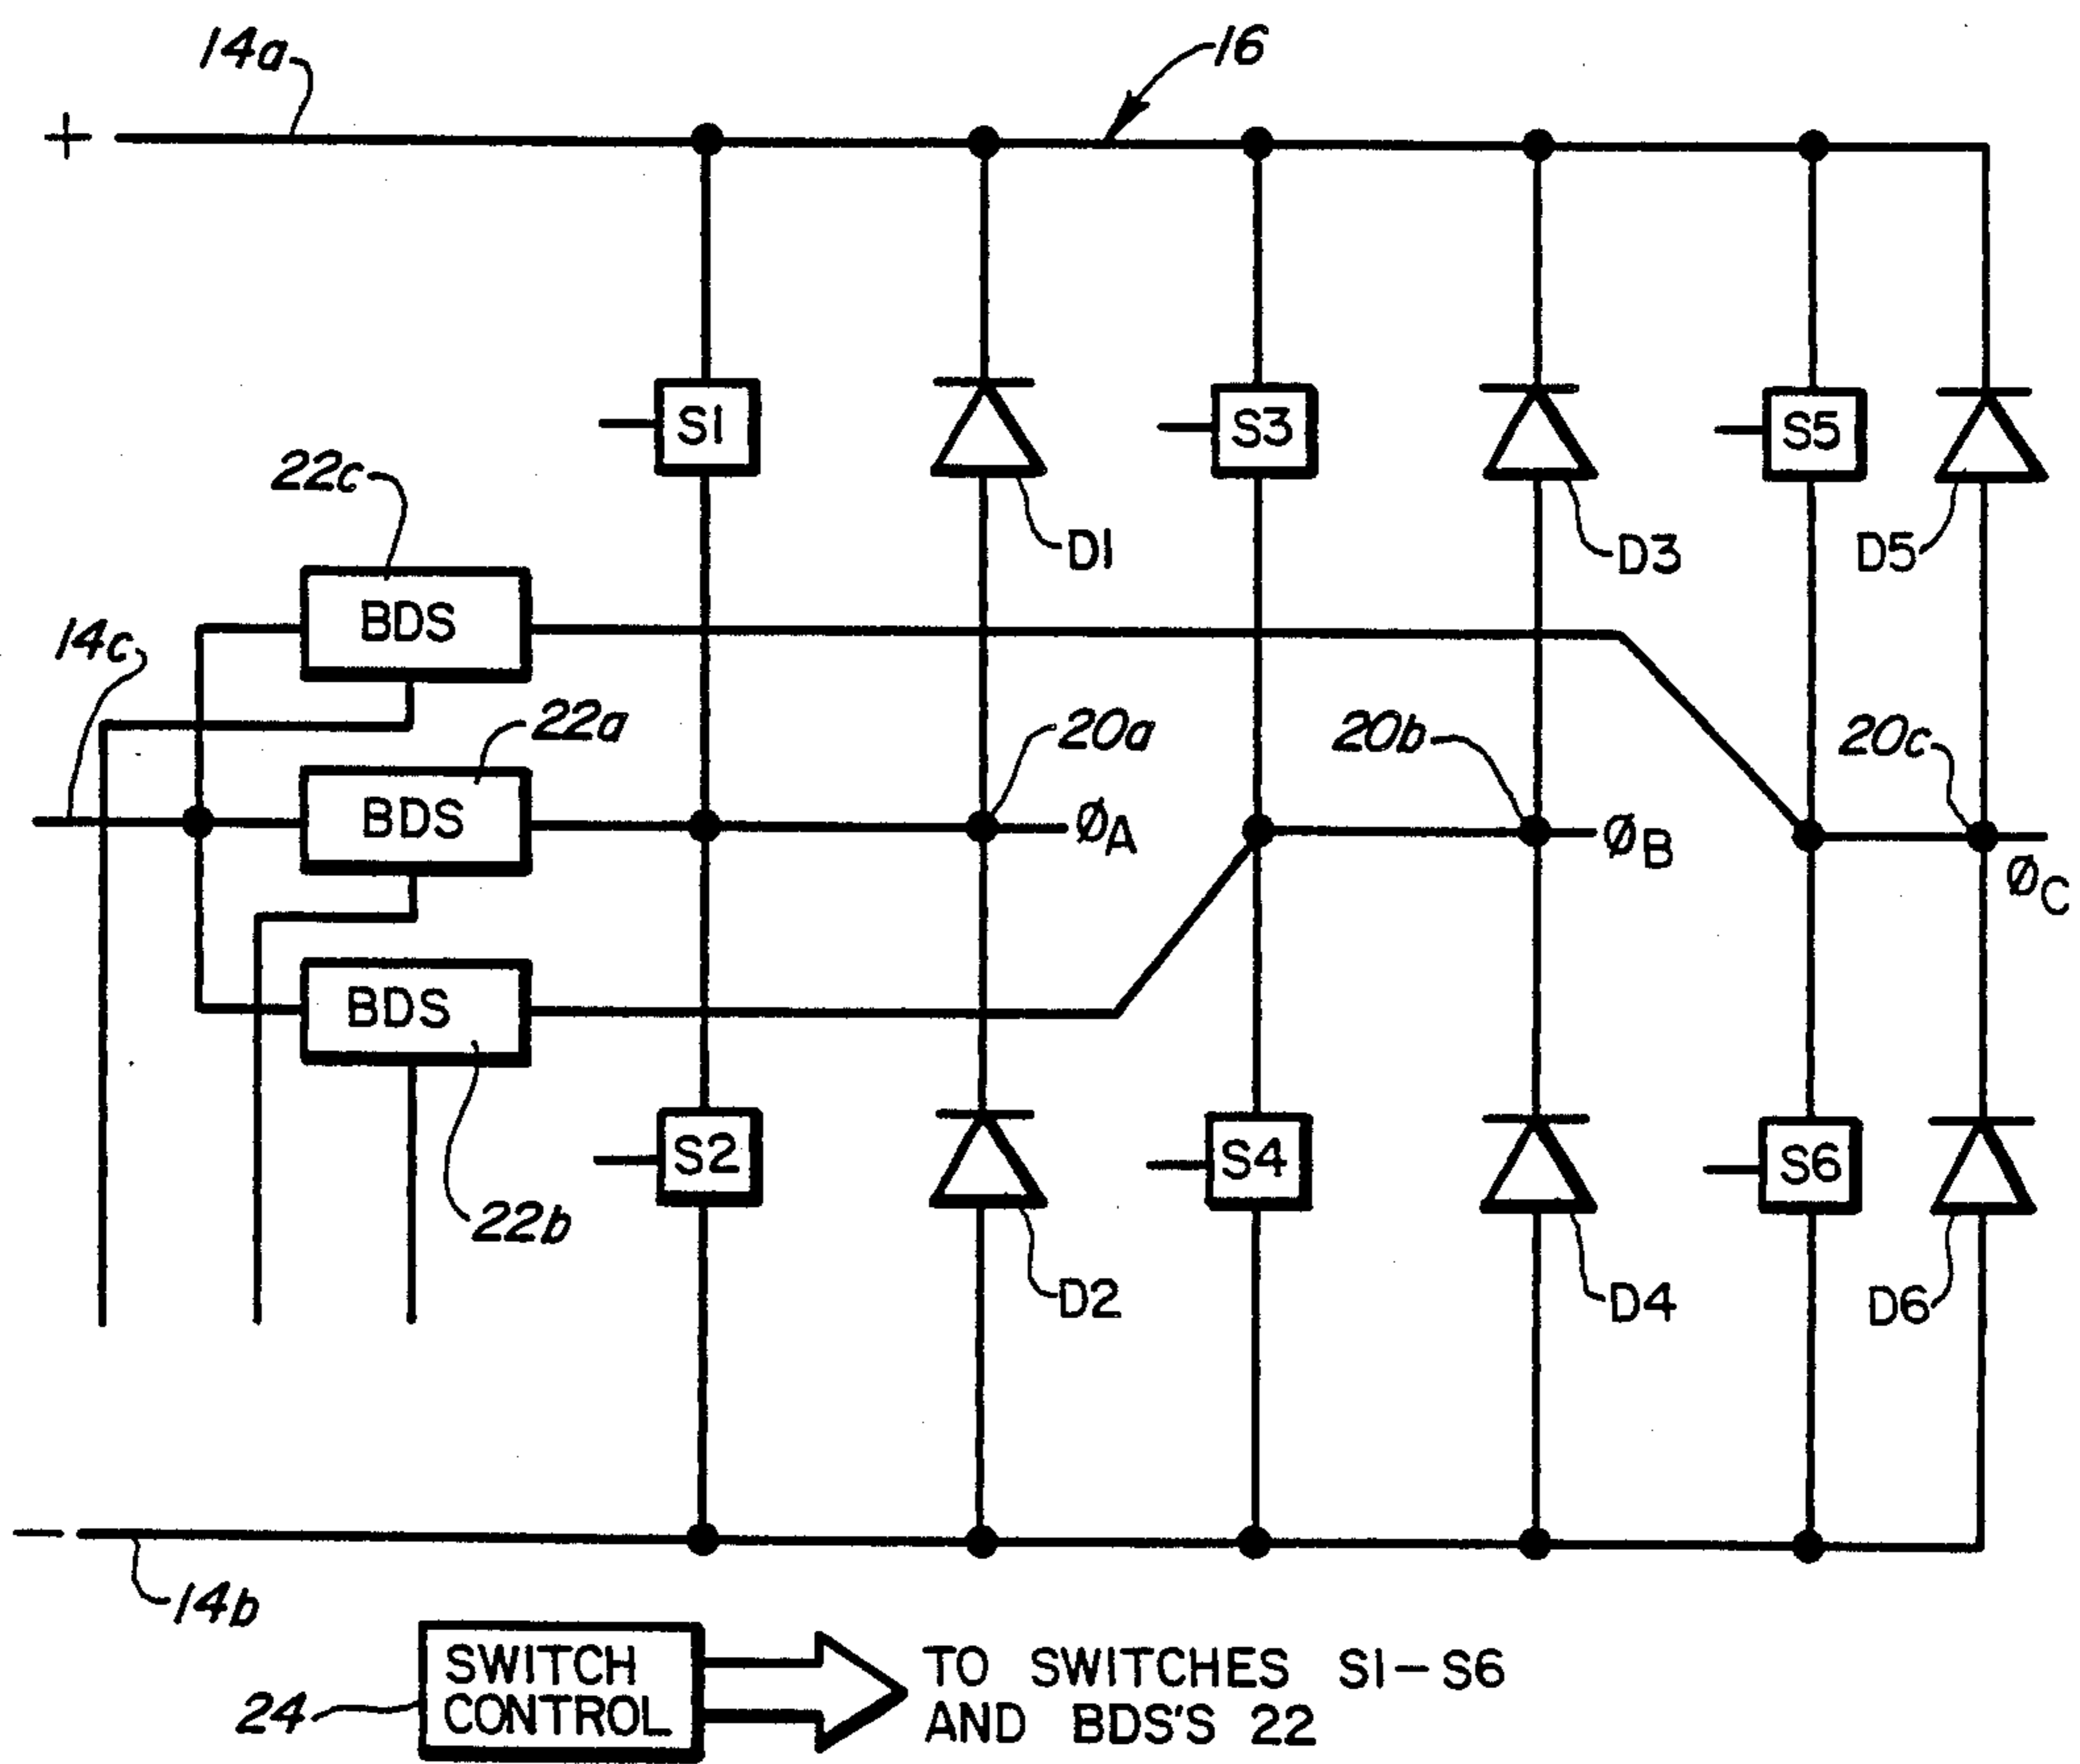 14a
16
+
S1
S3
S5
22c
D1
D3
D5
BDS
14c
22a
20a
20b
20c
BDS
ØA
ØB
ØC
BDS
S2
S4
S6
22b
D2
D4
D6
—
14b
SWITCH
CONTROL
24
TO SWITCHES S1-S6
AND BDS'S 22